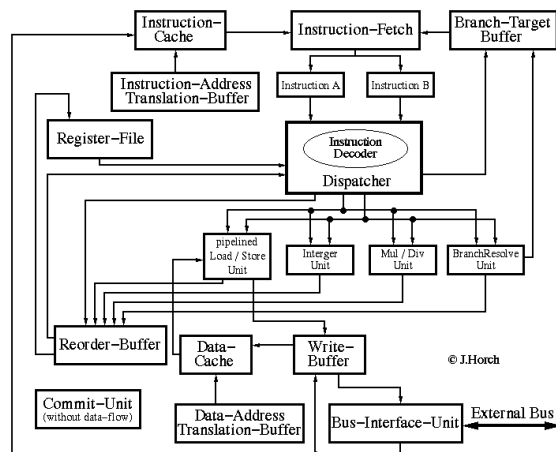 Instruction-Cache
Instruction-Fetch
Branch-Target
Buffer
Instruction-Address
Translation-Buffer
Instruction A
Instruction B
Register-File
Instruction
Decoder
Dispatcher
pipelined
Load / Store
Unit
Interger
Unit
Mul / Div
Unit
BranchResolve
Unit
Reorder-Buffer
Data-
Cache
Write-
Buffer
© J.Horch
Commit-Unit
(without data-flow)
Data-Address
Translation-Buffer
Bus-Interface-Unit
External Bus